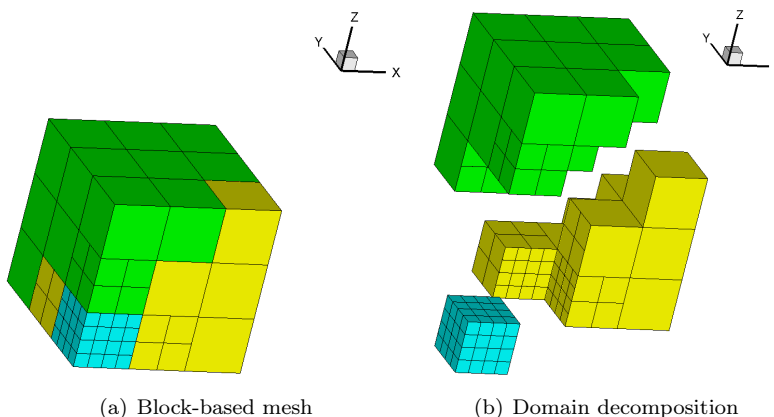 Z
Y
X
Z
Y
(a) Block-based mesh
(b) Domain decomposition